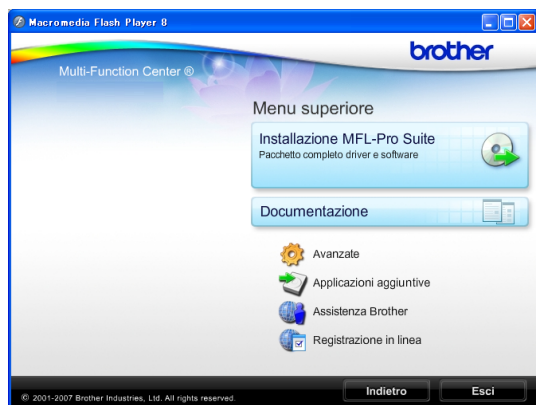 Macromedia Flash Player 8
brother
Multi-Function Center ®
Menu superiore
Installazione MFL-Pro Suite
Pacchetto completo driver e software
Documentazione
Avanzate
Applicazioni aggiuntive
Assistenza Brother
Registrazione in linea
Indietro
Esci
© 2001-2007 Brother Industries, Ltd. All rights reserved.